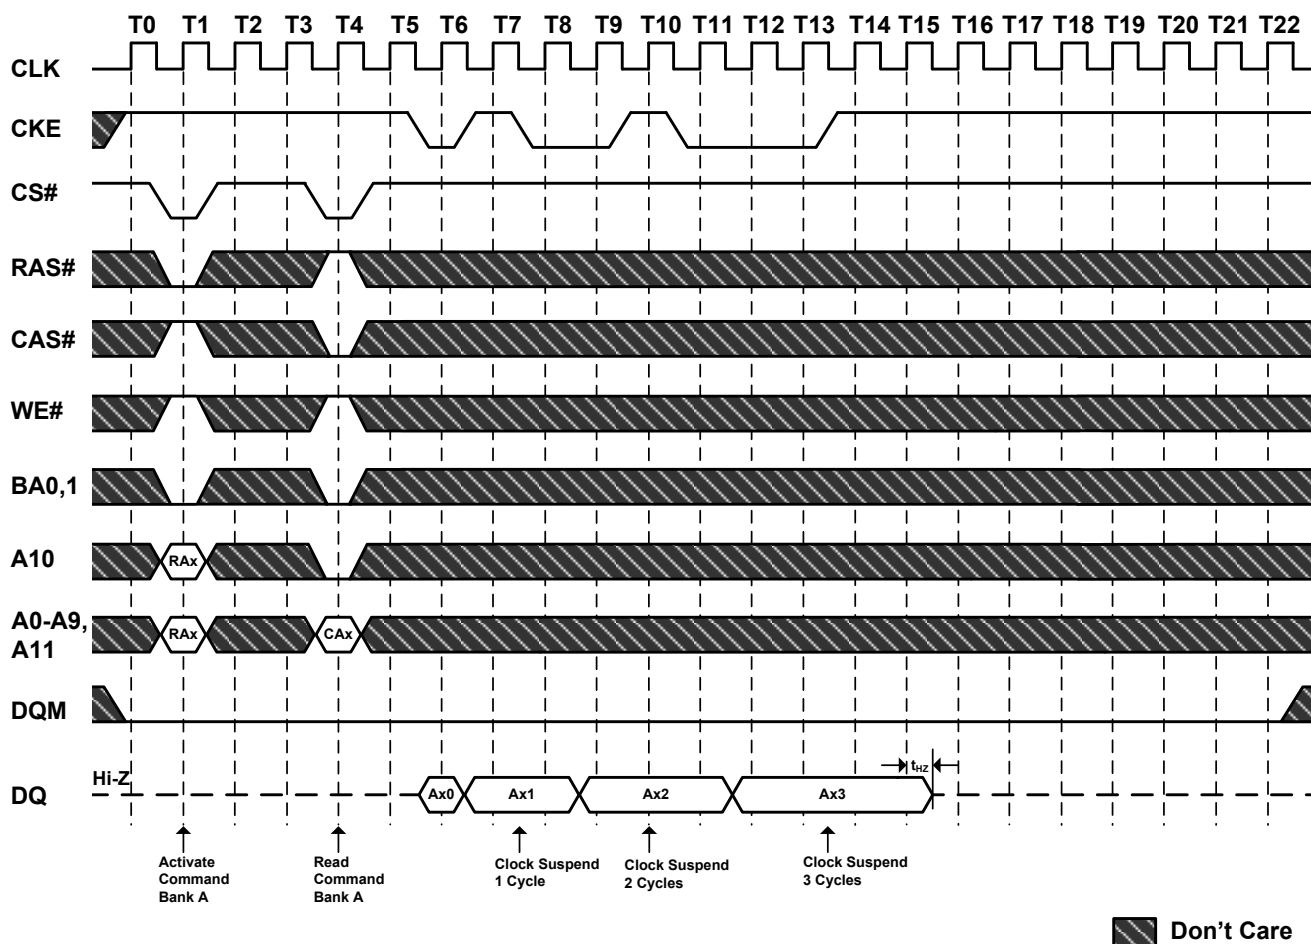 T0 T1 T2 T3 T4 T5 T6 T7 T8 T9 T10 T11 T12 T13 T14 T15 T16 T17 T18 T19 T20 T21 T22
CLK
CKE
CS#
RAS#
CAS#
WE#
BA0,1
A10
RAx
A0-A9,
A11
RAx CAx
DQM
Hi-Z
tHZ
DQ
Ax0 Ax1 Ax2 Ax3
Activate
Command
Bank A
Read
Command
Bank A
Clock Suspend
1 Cycle
Clock Suspend
2 Cycles
Clock Suspend
3 Cycles
Don't Care